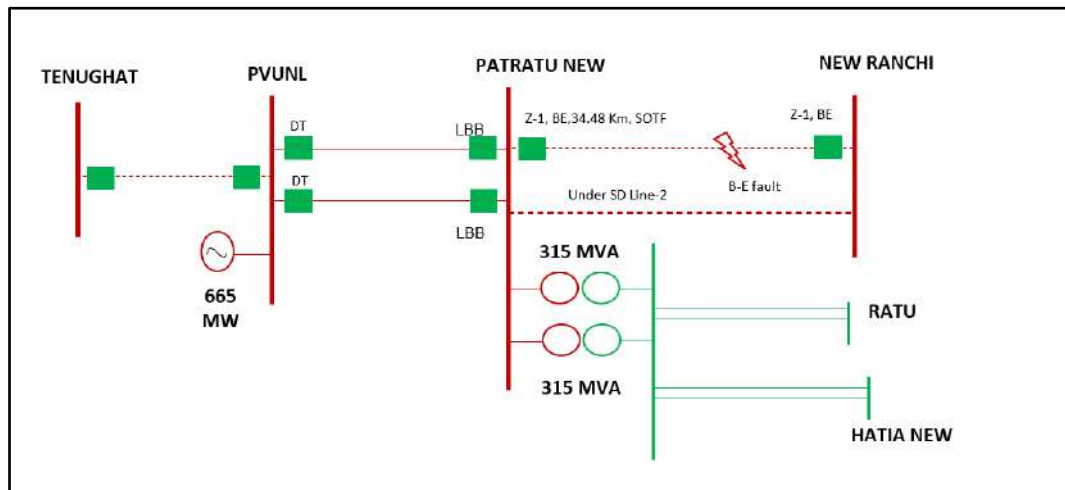 TENUGHAT
PVUNL
PATRATU NEW
NEW RANCHI
DT
LBB
Z-1, BE,34.48 Km, SOTF
Z-1, BE
B-E fault
DT
Under SD Line-2
LBB
315 MVA
665
MW
RATU
315 MVA
HATIA NEW